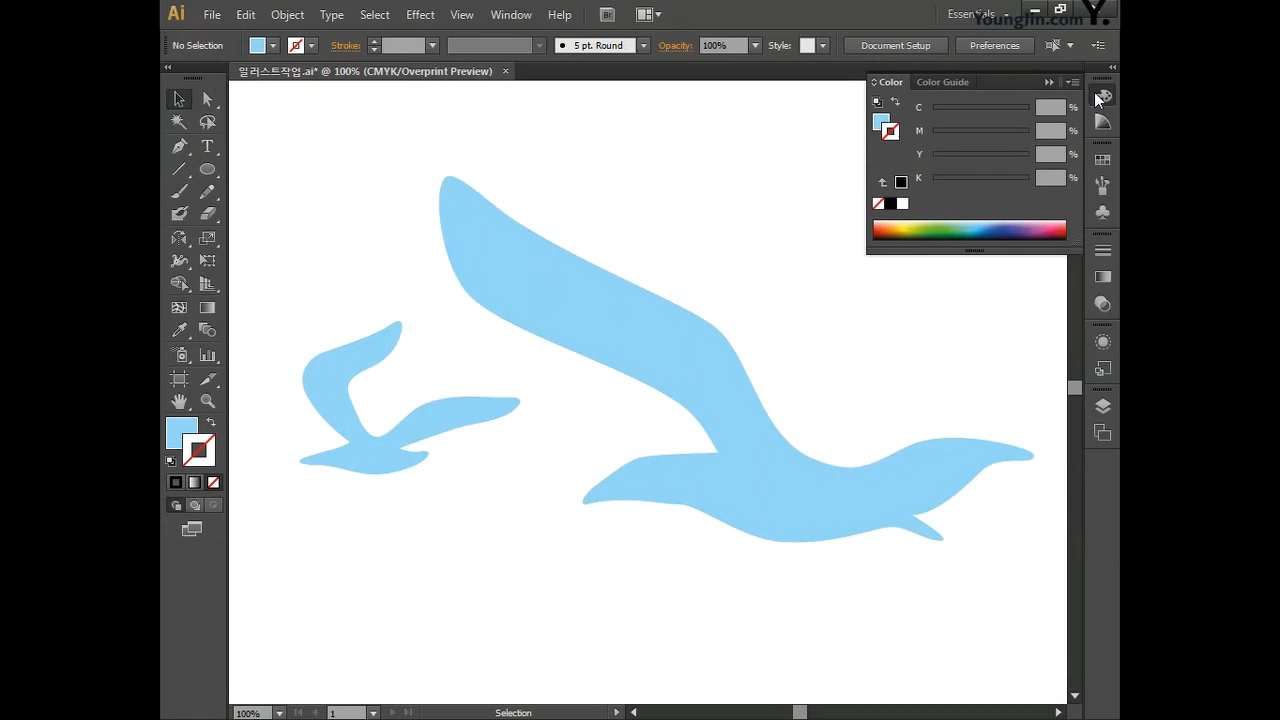 Ai File Edit Object Type Select Effect View Window Help Br Essentials
YoungJin.com Y.
No Selection Stroke: 5 pt. Round Opacity: 100% Style: Document Setup Preferences
일러스트작업.ai* @ 100% (CMYK/Overprint Preview) ×
Color Color Guide
C %
M %
Y %
K %
T
100% 1 Selection